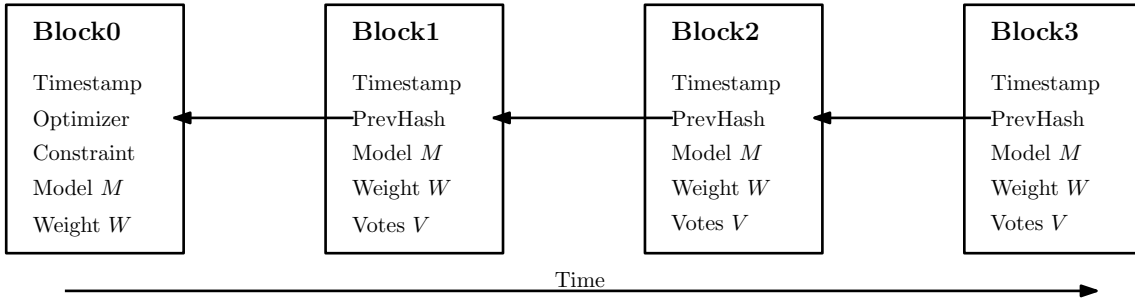 Block0
Timestamp
Optimizer
Constraint
Model M
Weight W
Block1
Timestamp
PrevHash
Model M
Weight W
Votes V
Block2
Timestamp
PrevHash
Model M
Weight W
Votes V
Block3
Timestamp
PrevHash
Model M
Weight W
Votes V
Time